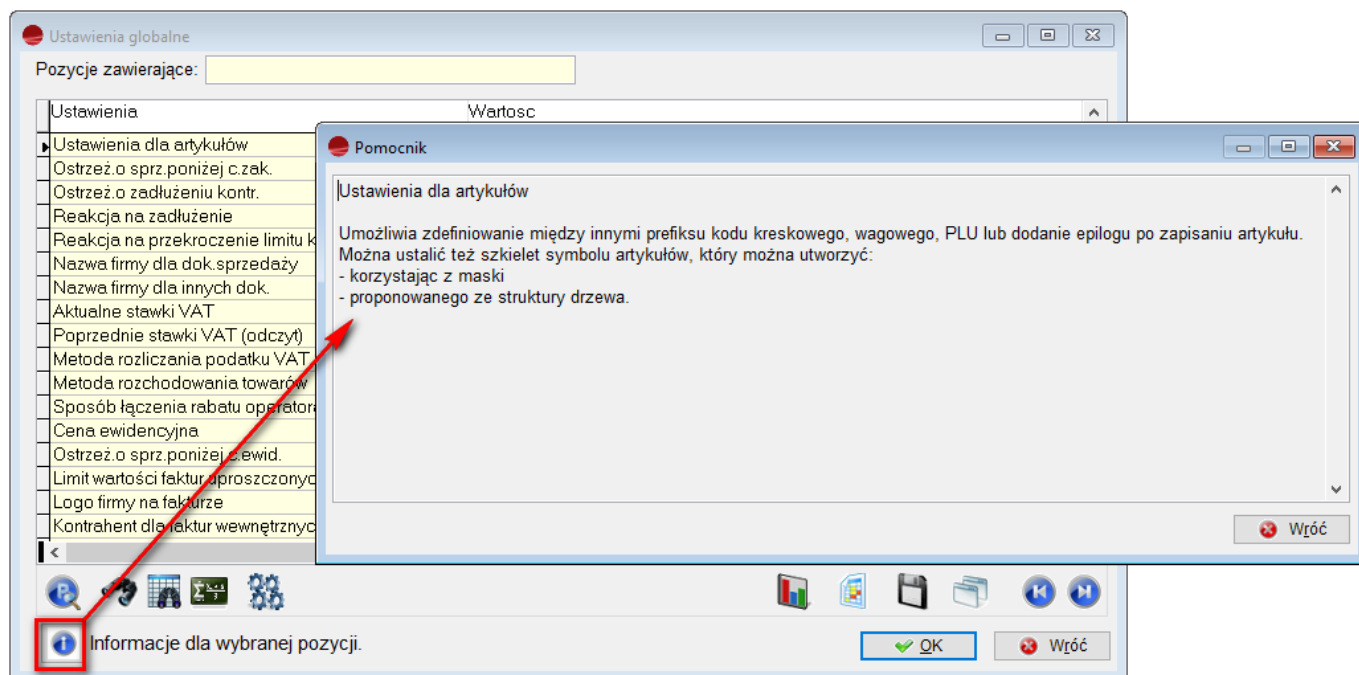 Ustawienia globalne
Pozycje zawierające:
Ustawienia Wartosc
Ustawienia dla artykułów
Ostrzeż.o sprz.poniżej c.zak.
Ostrzeż.o zadłużeniu kontr.
Reakcja na zadłużenie
Reakcja na przekroczenie limitu k
Nazwa firmy dla dok.sprzedaży
Nazwa firmy dla innych dok.
Aktualne stawki VAT
Poprzednie stawki VAT (odczyt)
Metoda rozliczania podatku VAT
Metoda rozchodowania towarów
Sposób łączenia rabatu operator
Cena ewidencyjna
Ostrzeż.o sprz.poniżej c.ewid.
Limit wartości faktur uproszczonyc
Logo firmy na fakturze
Kontrahent dla faktur wewnętrznyc
Pomocnik
Ustawienia dla artykułów
Umożliwia zdefiniowanie między innymi prefiksu kodu kreskowego, wagowego, PLU lub dodanie epilogu po zapisaniu artykułu.
Można ustalić też szkielet symbolu artykułów, który można utworzyć:
- korzystając z maski
- proponowanego ze struktury drzewa.
Wróć
Informacje dla wybranej pozycji.
OK
Wróć